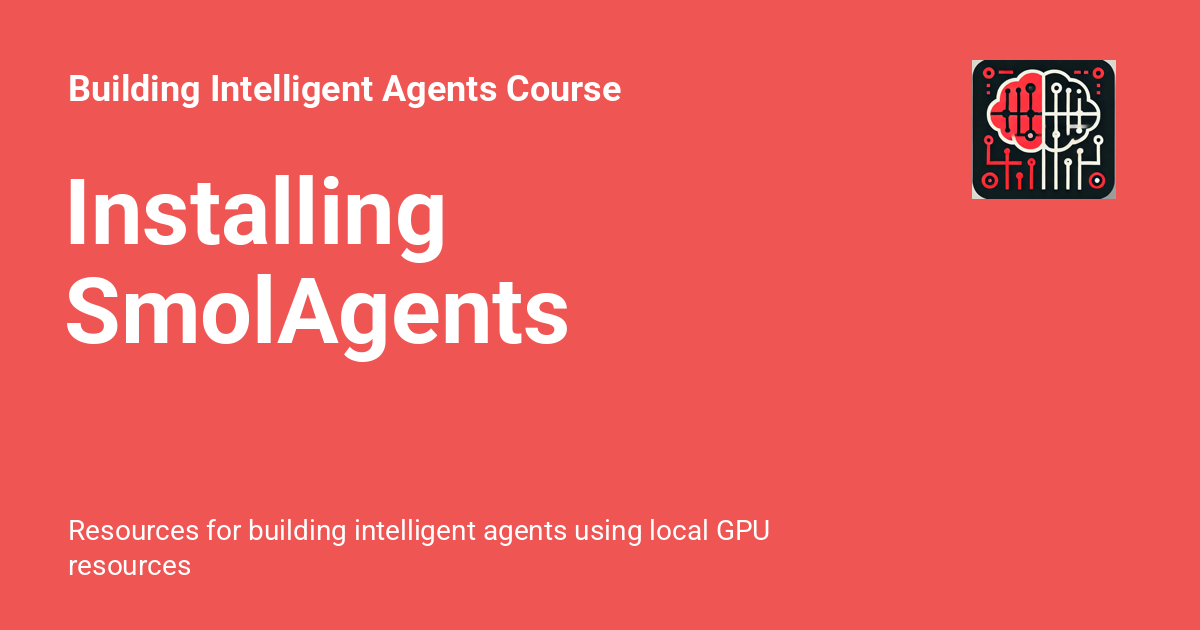 Building Intelligent Agents Course
Installing
SmolAgents
Resources for building intelligent agents using local GPU
resources